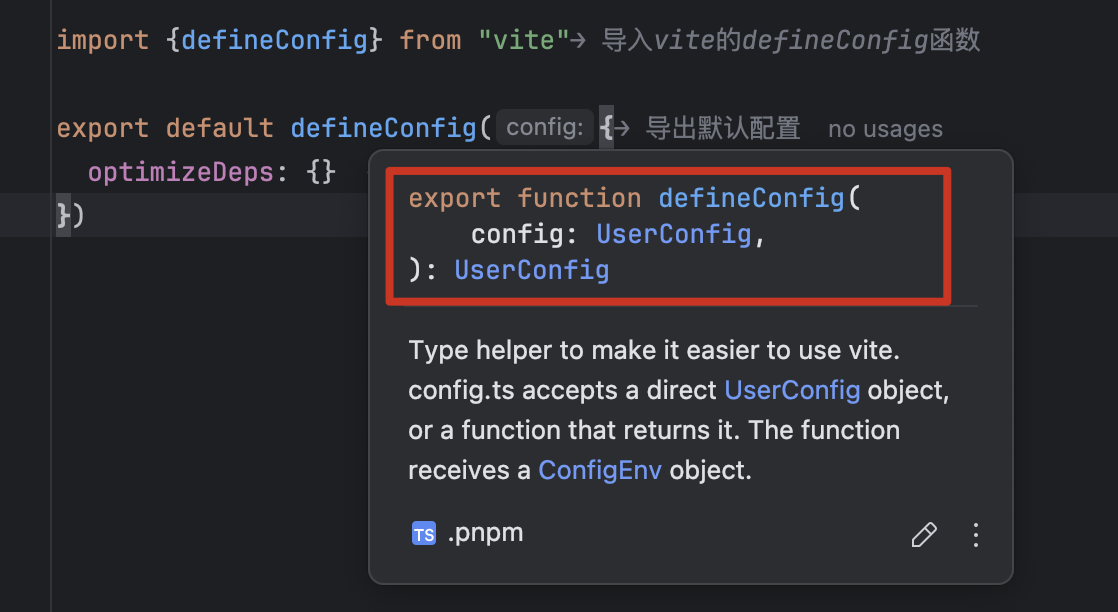 import {defineConfig} from "vite"→ 导入vite的defineConfig函数
export default defineConfig( config: {→ 导出默认配置 no usages
optimizeDeps: {}
})
export function defineConfig(
config: UserConfig,
): UserConfig
Type helper to make it easier to use vite.
config.ts accepts a direct UserConfig object,
or a function that returns it. The function
receives a ConfigEnv object.
TS .pnpm